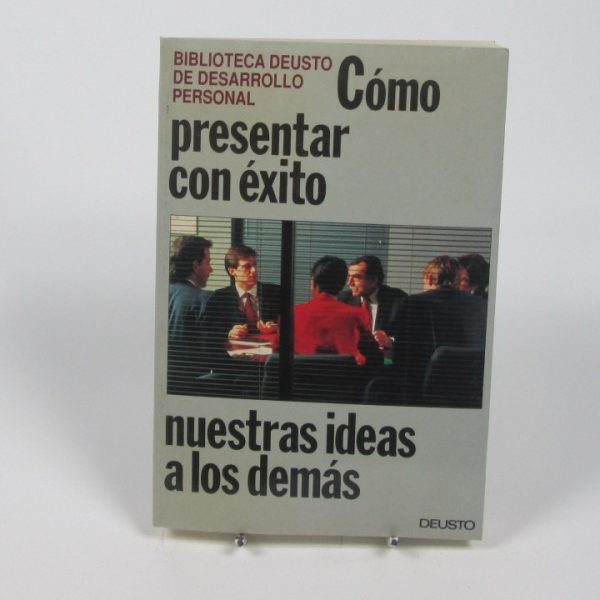 BIBLIOTECA DEUSTO
DE DESARROLLO
PERSONAL
Cómo
presentar
con éxito
nuestras ideas
a los demás
DEUSTO